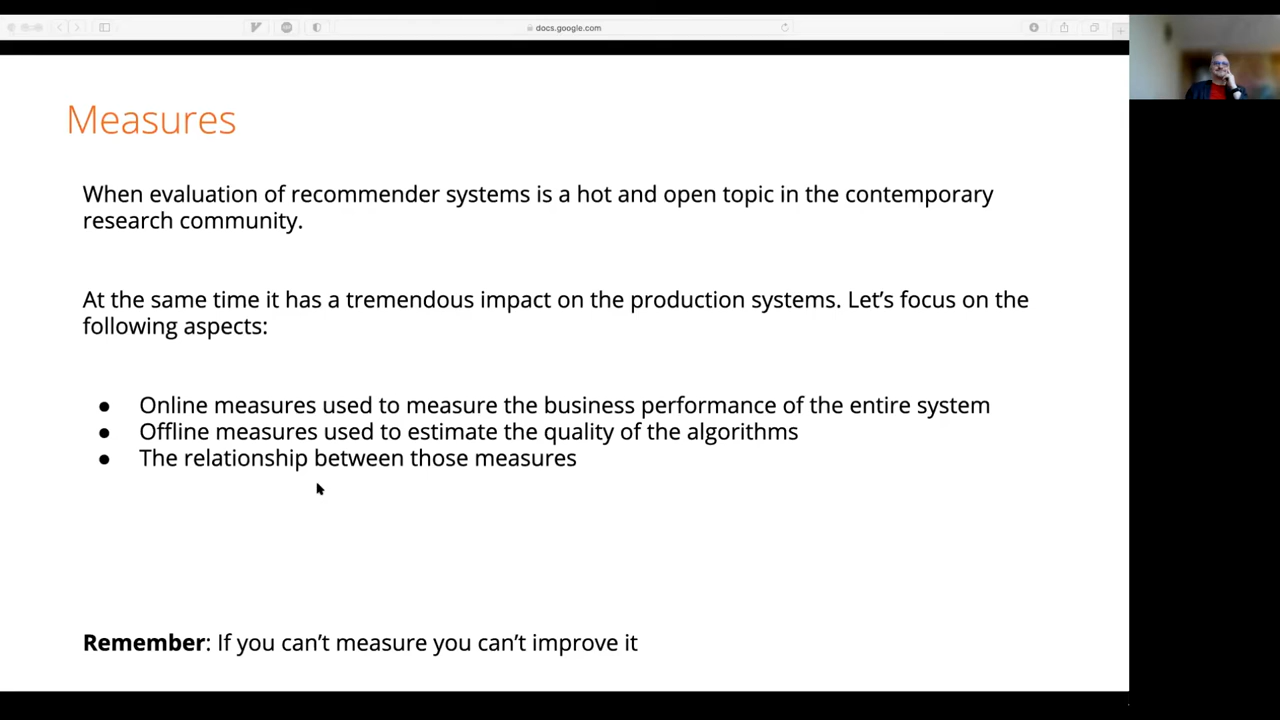 docs.google.com
Measures
When evaluation of recommender systems is a hot and open topic in the contemporary
research community.
At the same time it has a tremendous impact on the production systems. Let’s focus on the
following aspects:
● Online measures used to measure the business performance of the entire system
● Offline measures used to estimate the quality of the algorithms
● The relationship between those measures
Remember: If you can’t measure you can’t improve it